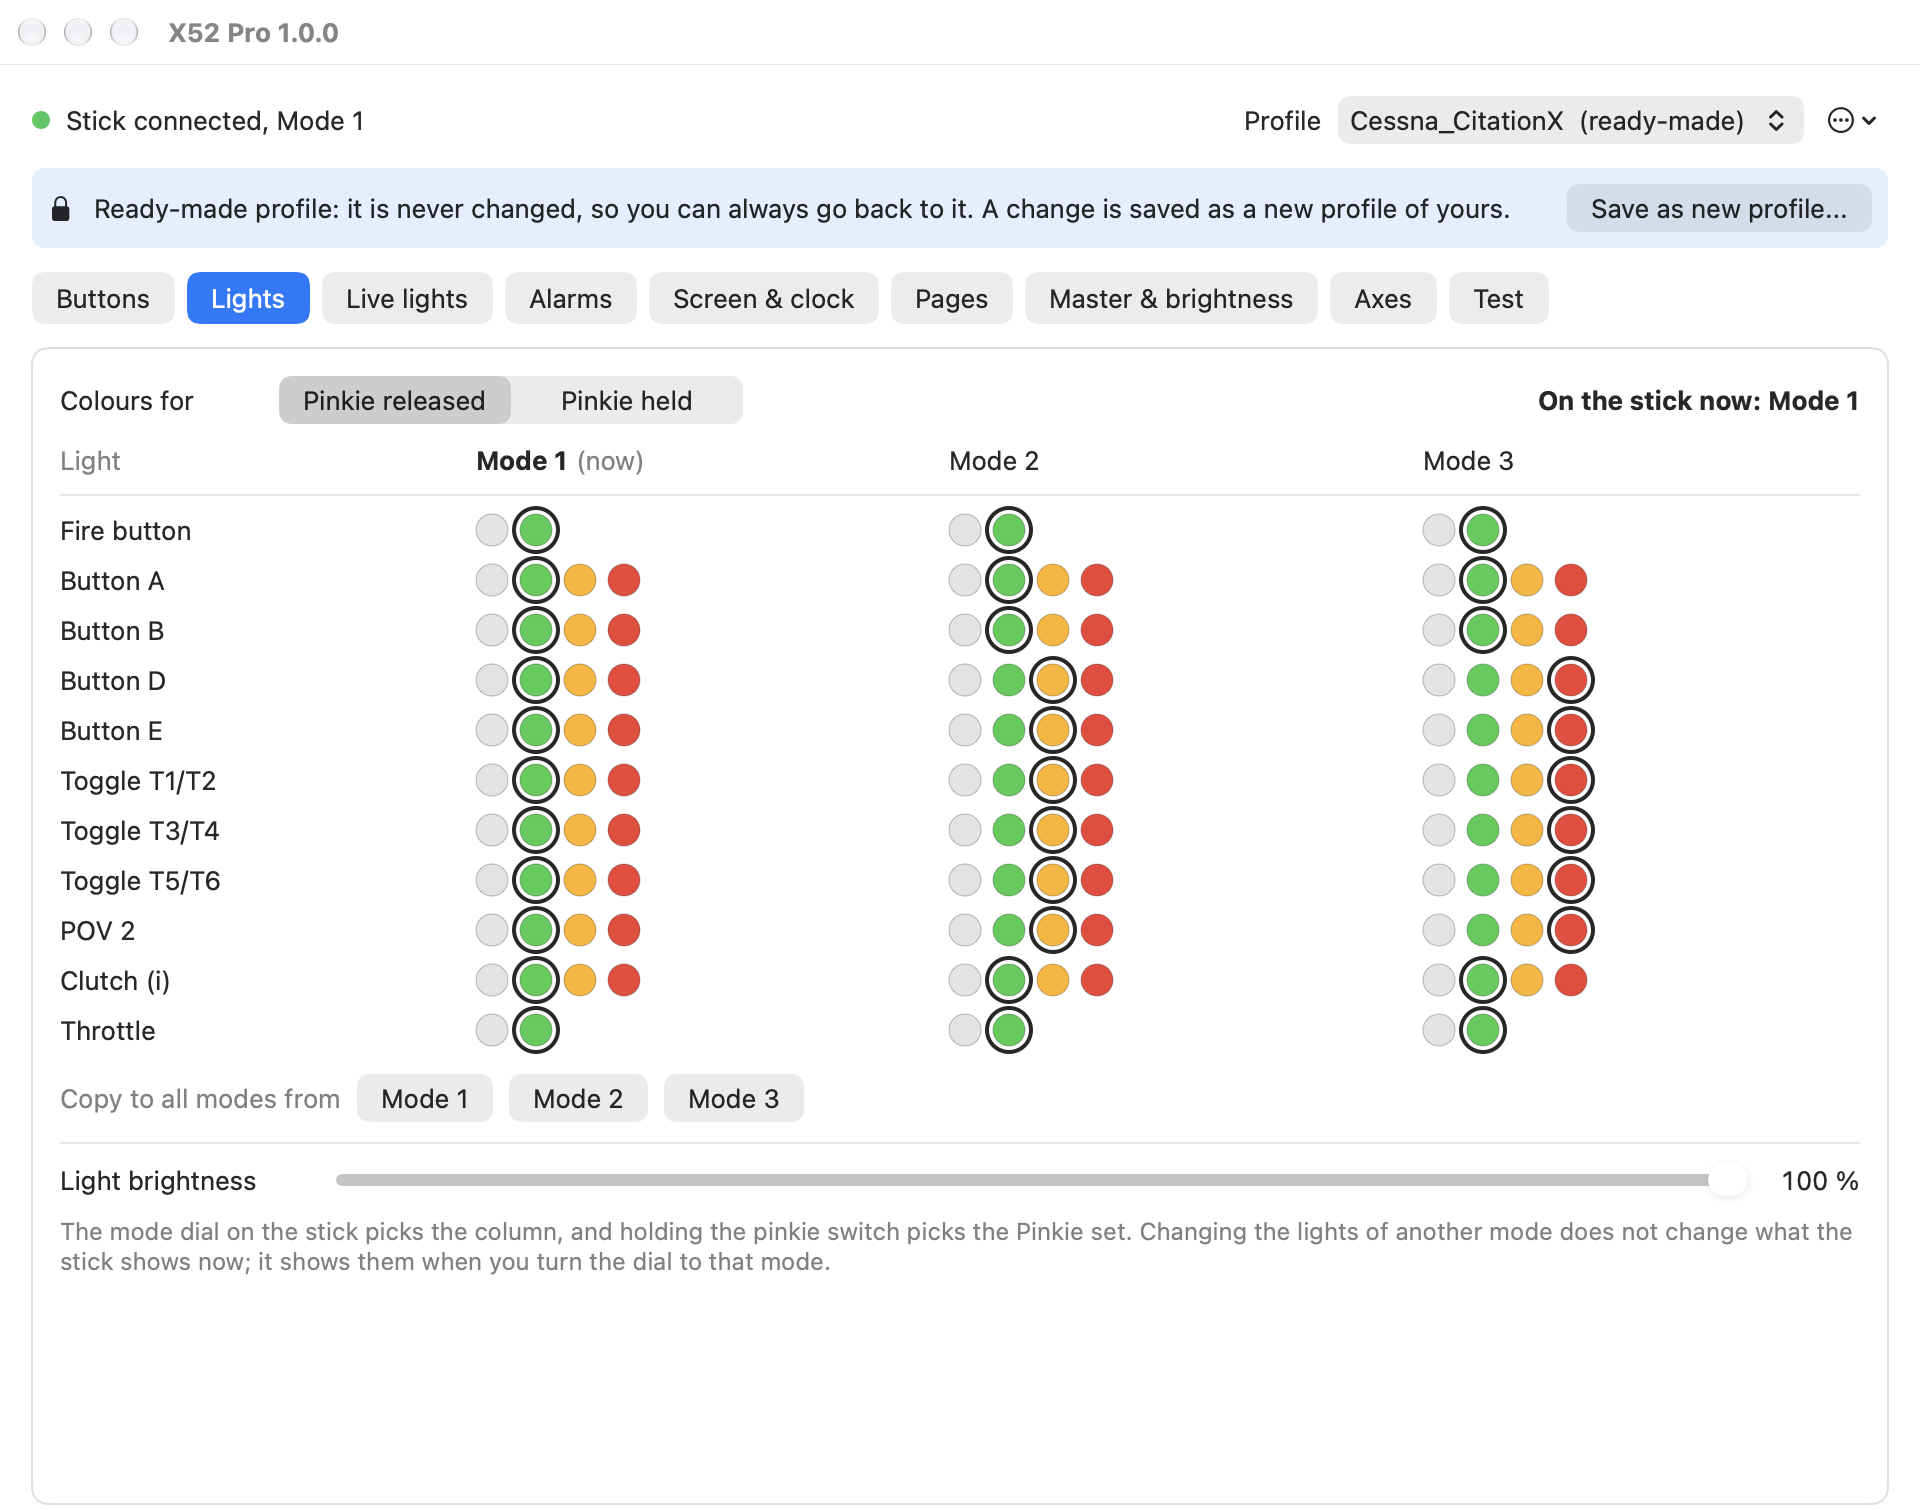 X52 Pro 1.0.0
Stick connected, Mode 1
Profile Cessna_CitationX (ready-made)
Ready-made profile: it is never changed, so you can always go back to it. A change is saved as a new profile of yours. Save as new profile...
Buttons Lights Live lights Alarms Screen & clock Pages Master & brightness Axes Test
Colours for Pinkie released Pinkie held On the stick now: Mode 1
Light Mode 1 (now) Mode 2 Mode 3
Fire button
Button A
Button B
Button D
Button E
Toggle T1/T2
Toggle T3/T4
Toggle T5/T6
POV 2
Clutch (i)
Throttle
Copy to all modes from Mode 1 Mode 2 Mode 3
Light brightness 100 %
The mode dial on the stick picks the column, and holding the pinkie switch picks the Pinkie set. Changing the lights of another mode does not change what the
stick shows now; it shows them when you turn the dial to that mode.